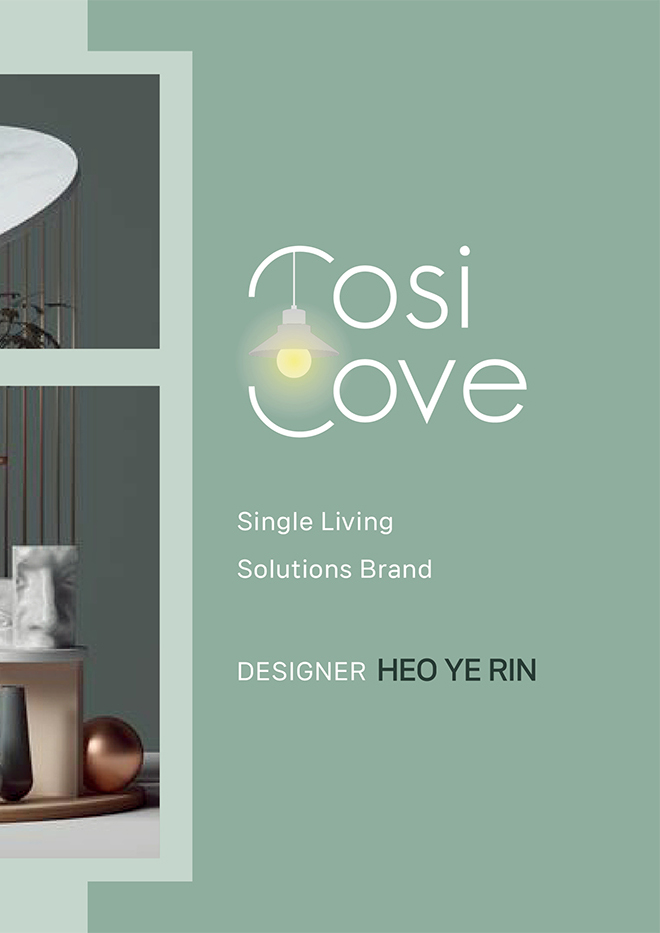 Cosi
Cove
Single Living
Solutions Brand
DESIGNER HEO YE RIN